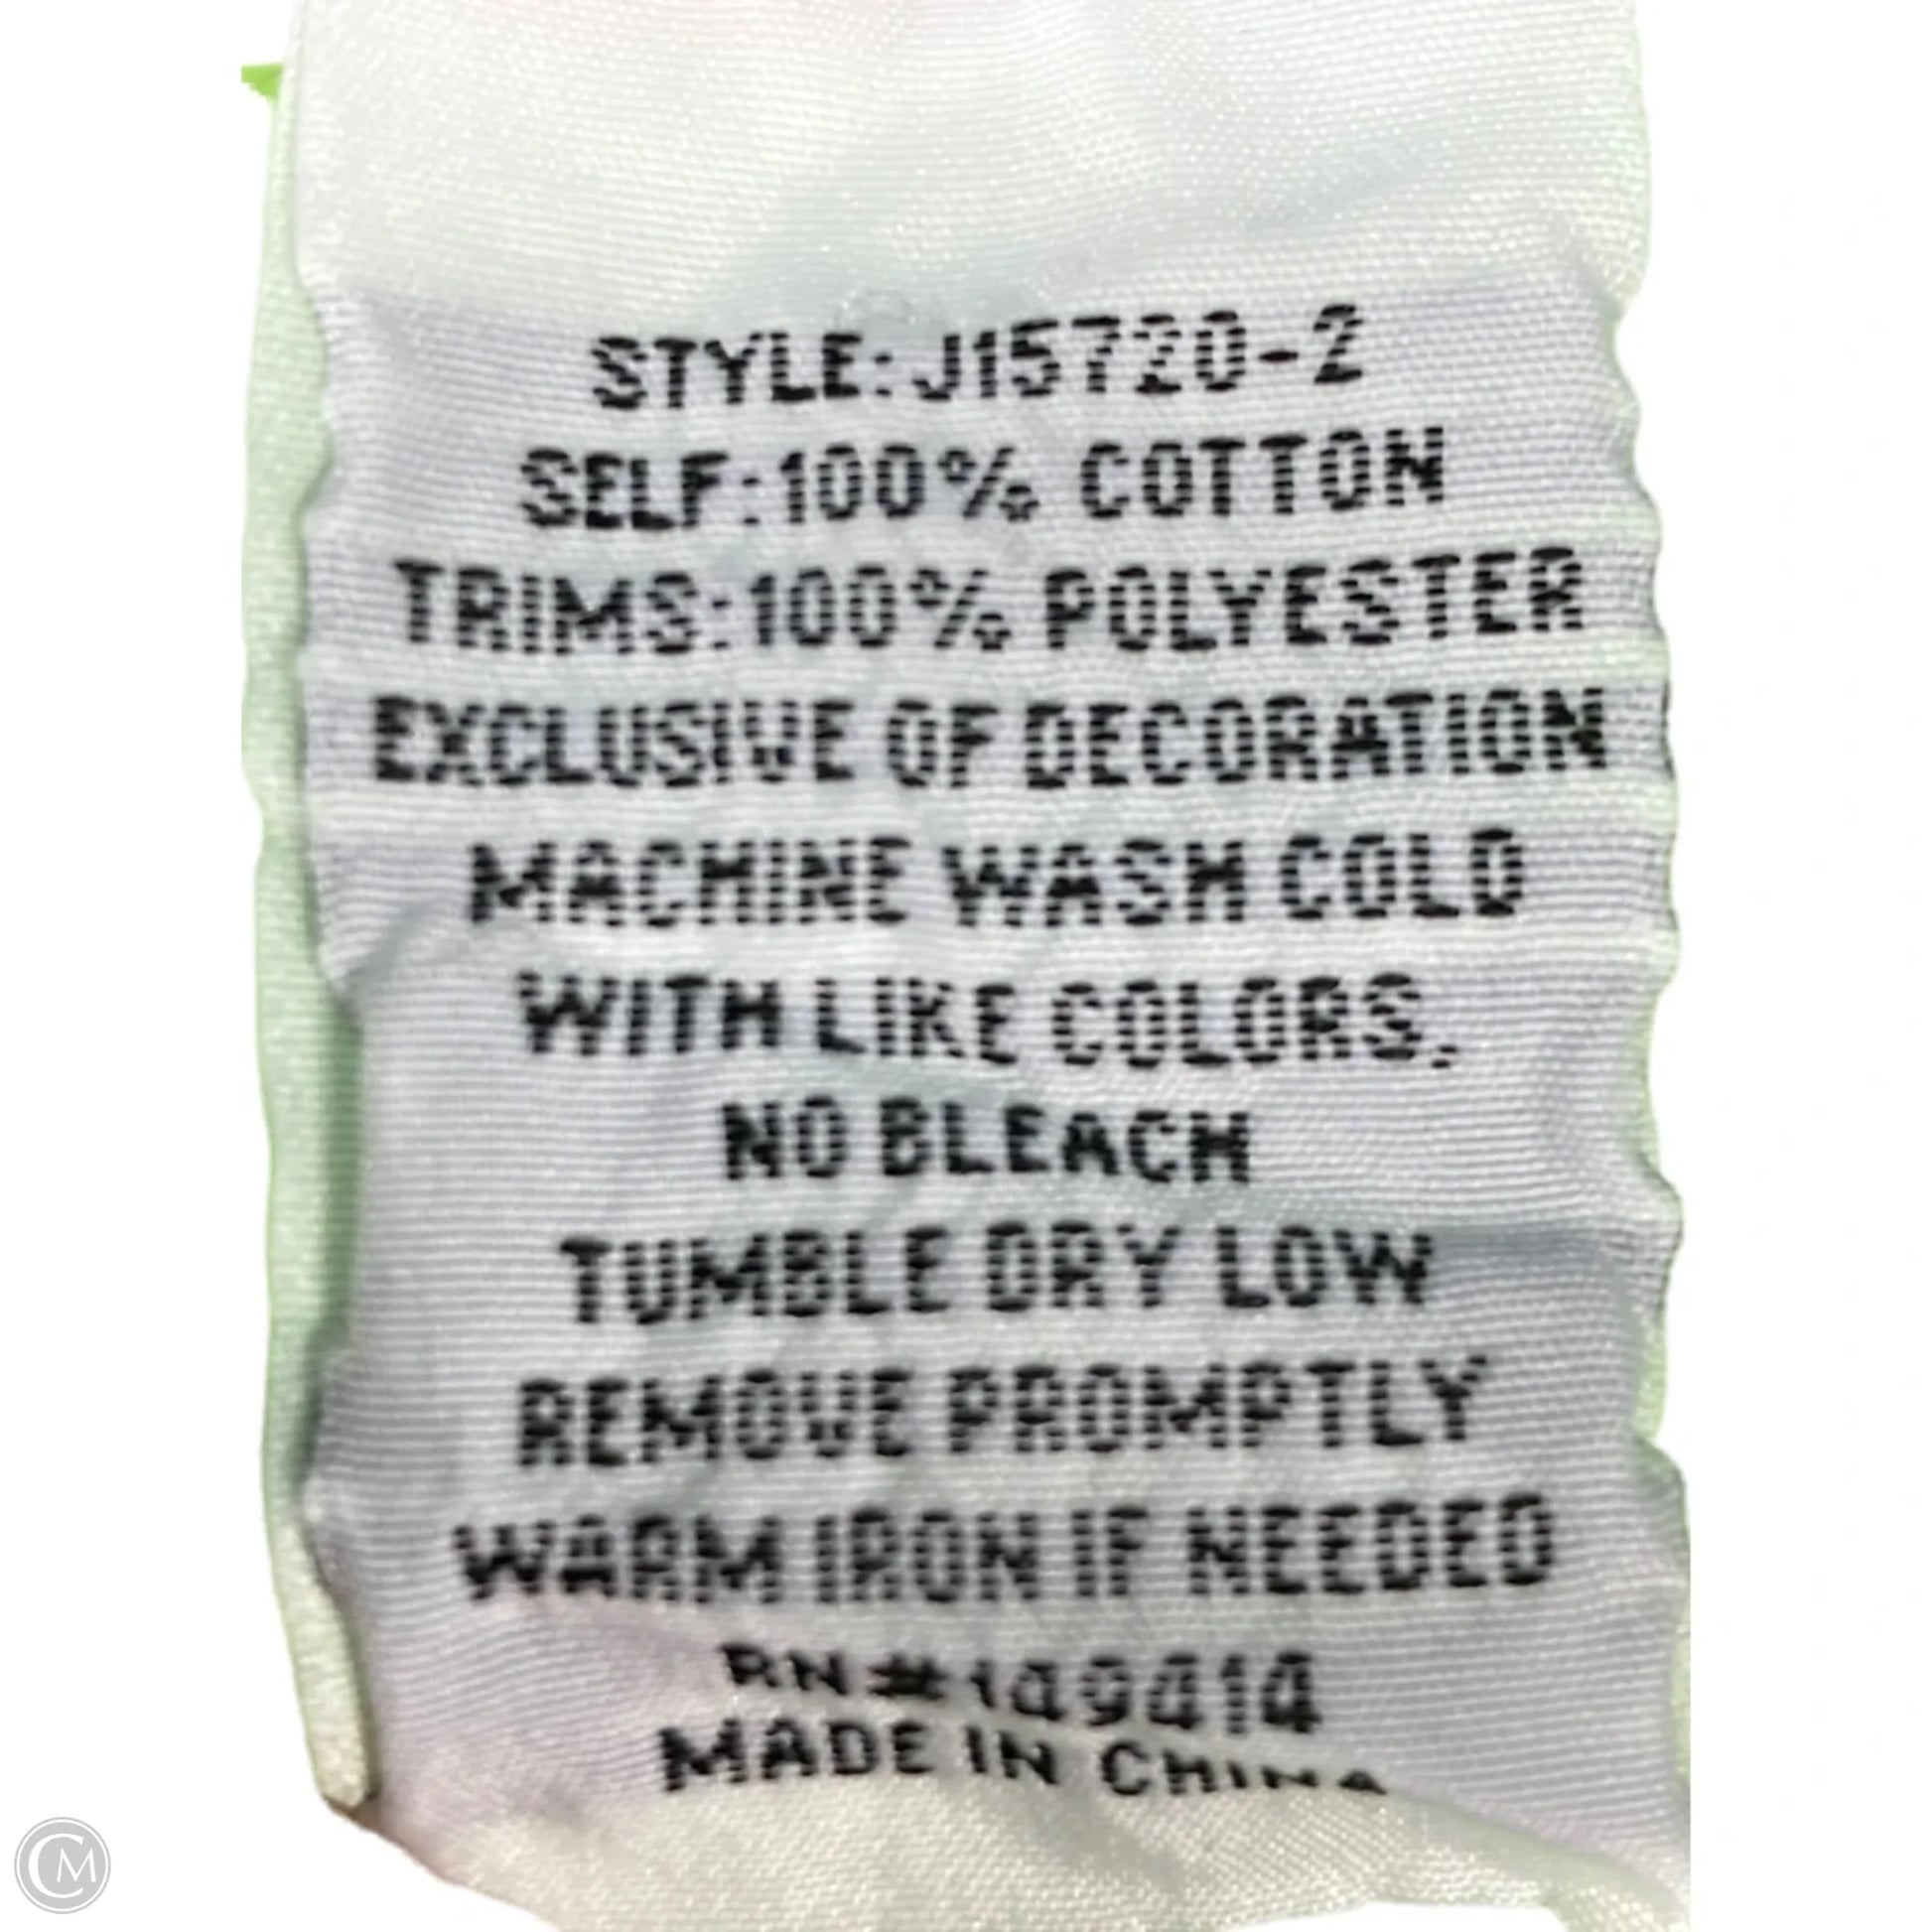 STYLE: J15720-2
SELF:100% COTTON
TRIMS:100% POLYESTER
EXCLUSIVE OF DECORATION
MACHINE WASH COLD
WITH LIKE COLORS,
NO BLEACH
TUMBLE DRY LOW
REMOVE PROMPTLY
WARM IRON IF NEEDED
RN#149414
MADE IN CHINA
CM